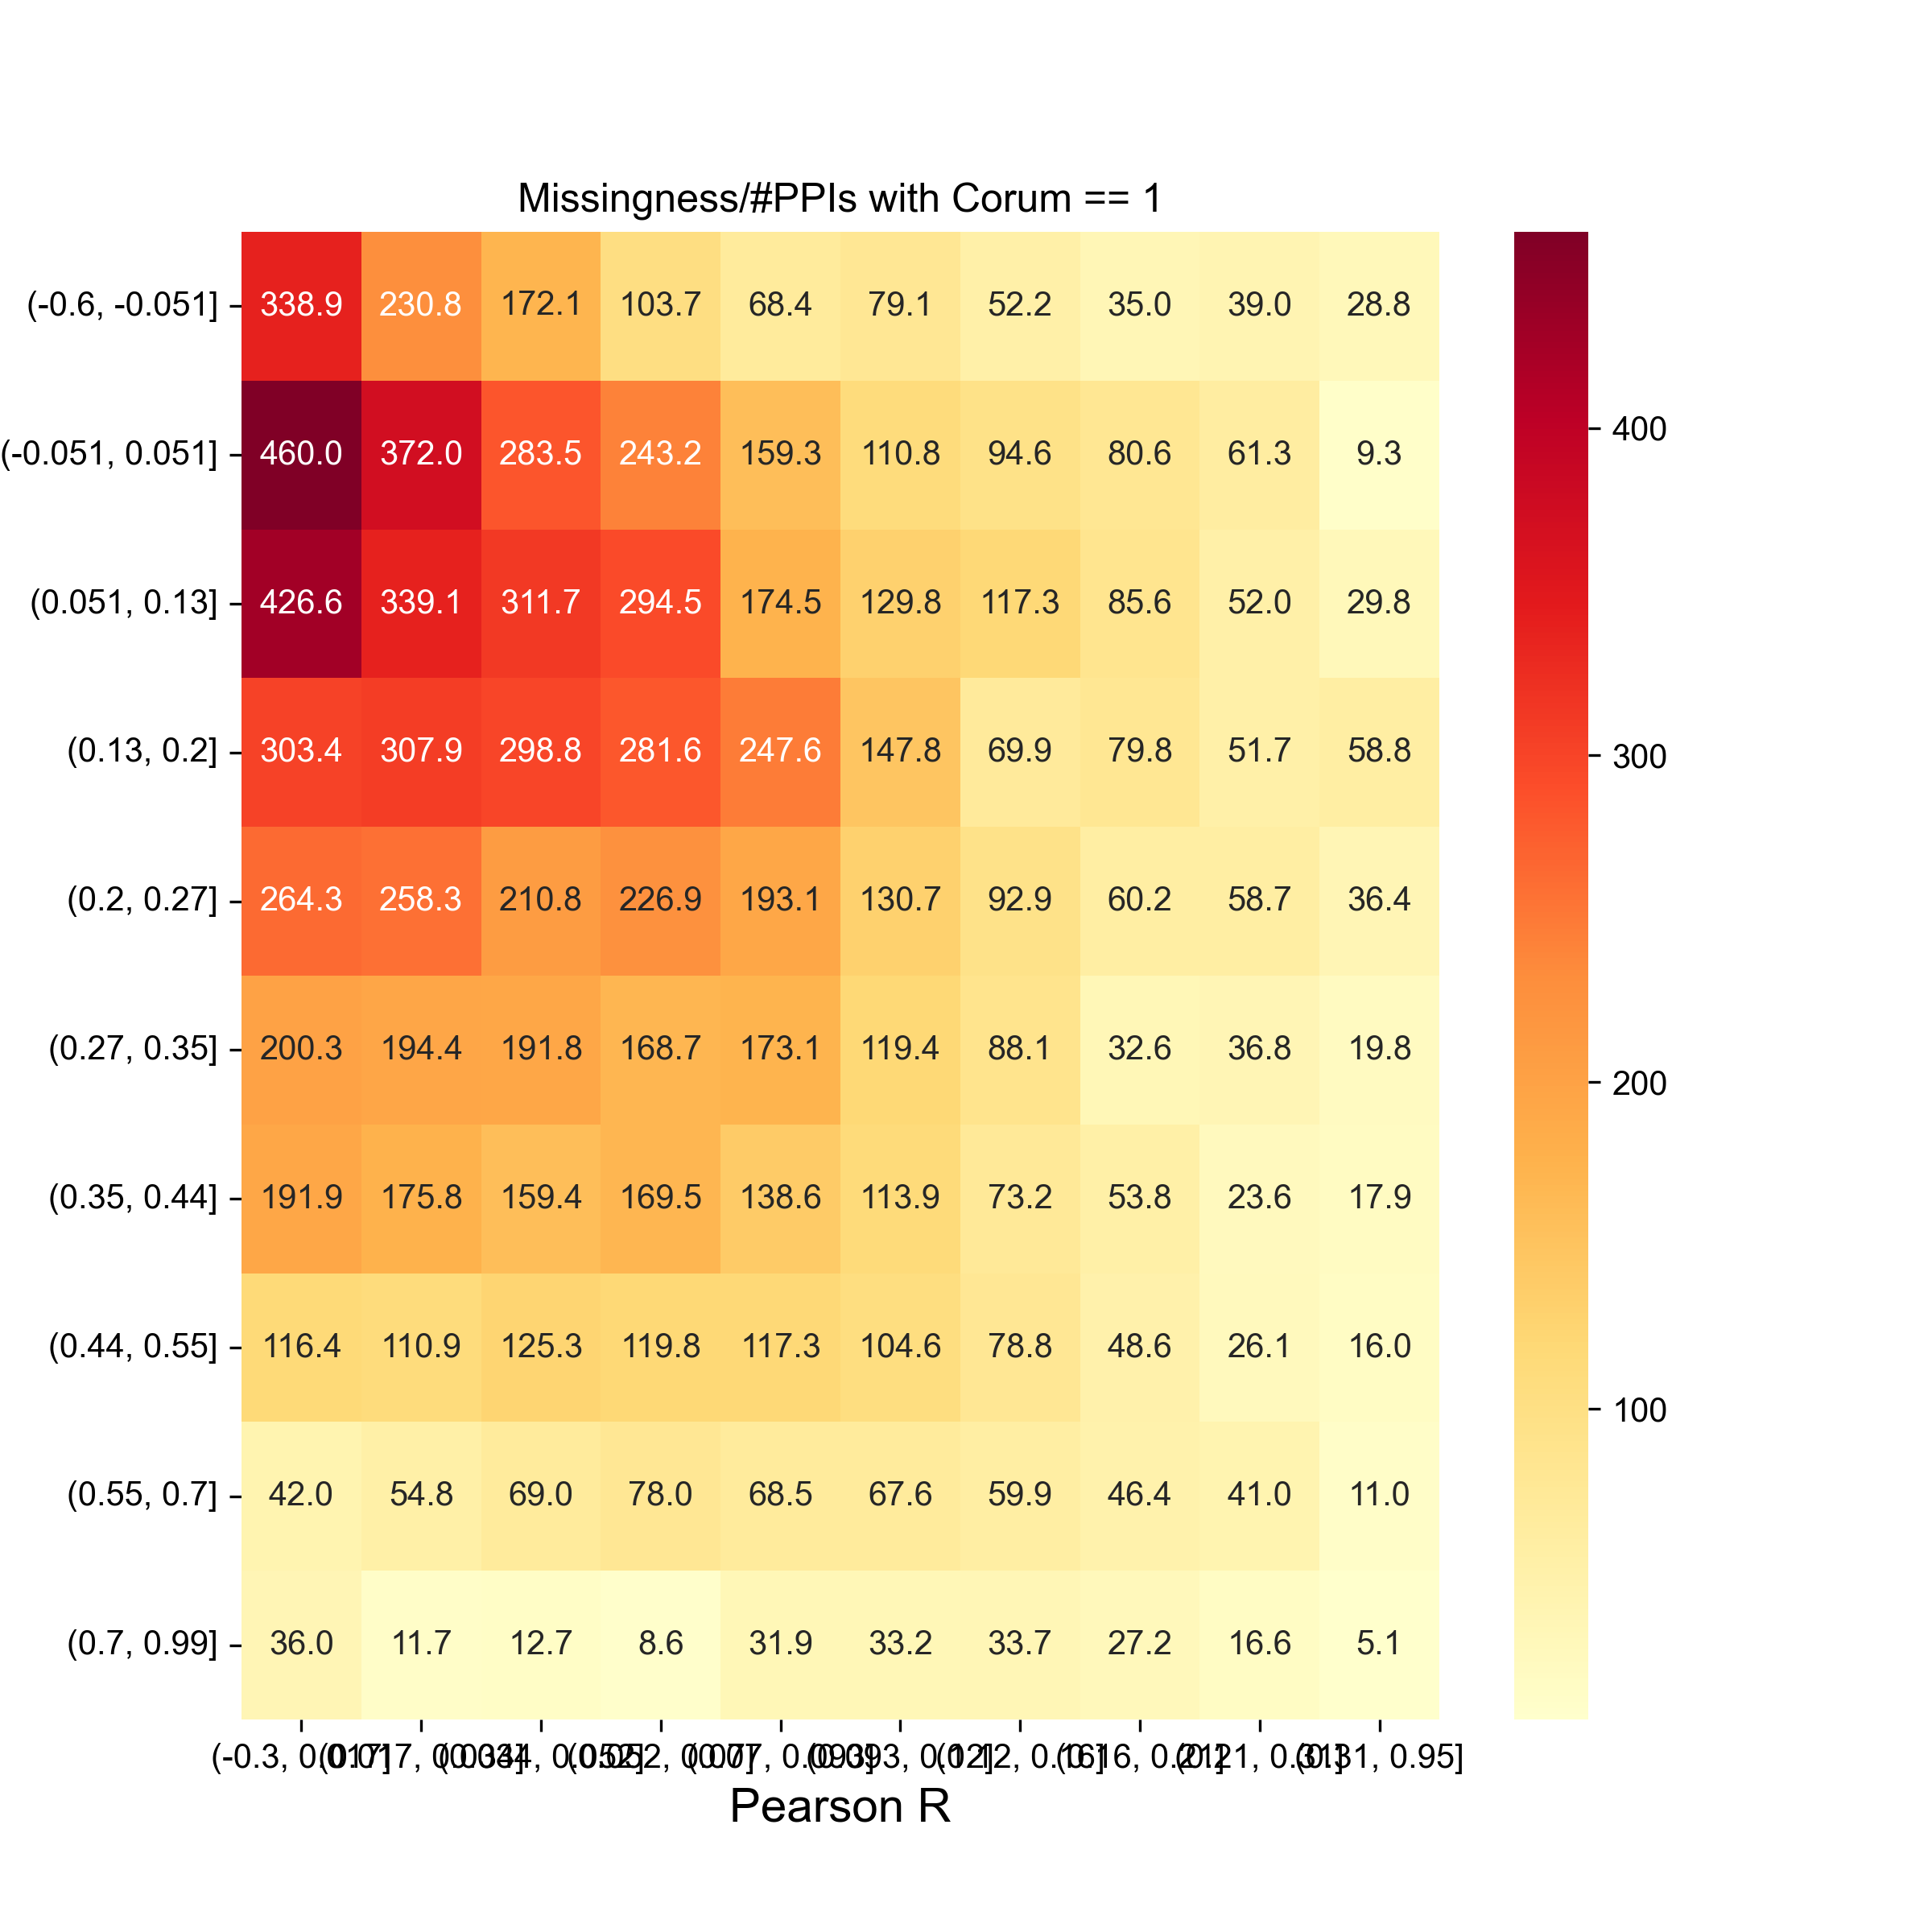 Missingness/#PPIs with Corum == 1
(-0.6, -0.051] 338.9 230.8 172.1 103.7 68.4 79.1 52.2 35.0 39.0 28.8
(-0.051, 0.051] 460.0 372.0 283.5 243.2 159.3 110.8 94.6 80.6 61.3 9.3
400
(0.051, 0.13] 426.6 339.1 311.7 294.5 174.5 129.8 117.3 85.6 52.0 29.8
(0.13, 0.2] 303.4 307.9 298.8 281.6 247.6 147.8 69.9 79.8 51.7 58.8
300
(0.2, 0.27] 264.3 258.3 210.8 226.9 193.1 130.7 92.9 60.2 58.7 36.4
(0.27, 0.35] 200.3 194.4 191.8 168.7 173.1 119.4 88.1 32.6 36.8 19.8
200
(0.35, 0.44] 191.9 175.8 159.4 169.5 138.6 113.9 73.2 53.8 23.6 17.9
(0.44, 0.55] 116.4 110.9 125.3 119.8 117.3 104.6 78.8 48.6 26.1 16.0
100
(0.55, 0.7] 42.0 54.8 69.0 78.0 68.5 67.6 59.9 46.4 41.0 11.0
(0.7, 0.99] 36.0 11.7 12.7 8.6 31.9 33.2 33.7 27.2 16.6 5.1
Pearson R